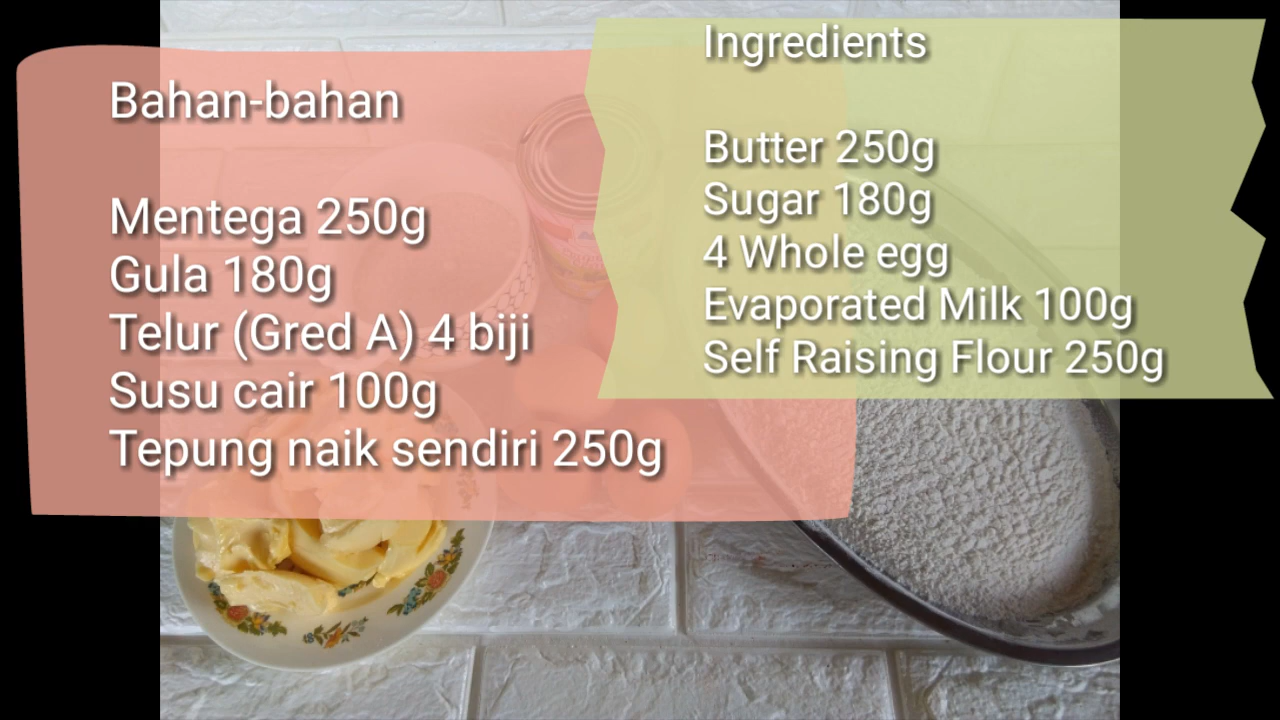 Bahan-bahan
Mentega 250g
Gula 180g
Telur (Gred A) 4 biji
Susu cair 100g
Tepung naik sendiri 250g
Ingredients
Butter 250g
Sugar 180g
4 Whole egg
Evaporated Milk 100g
Self Raising Flour 250g